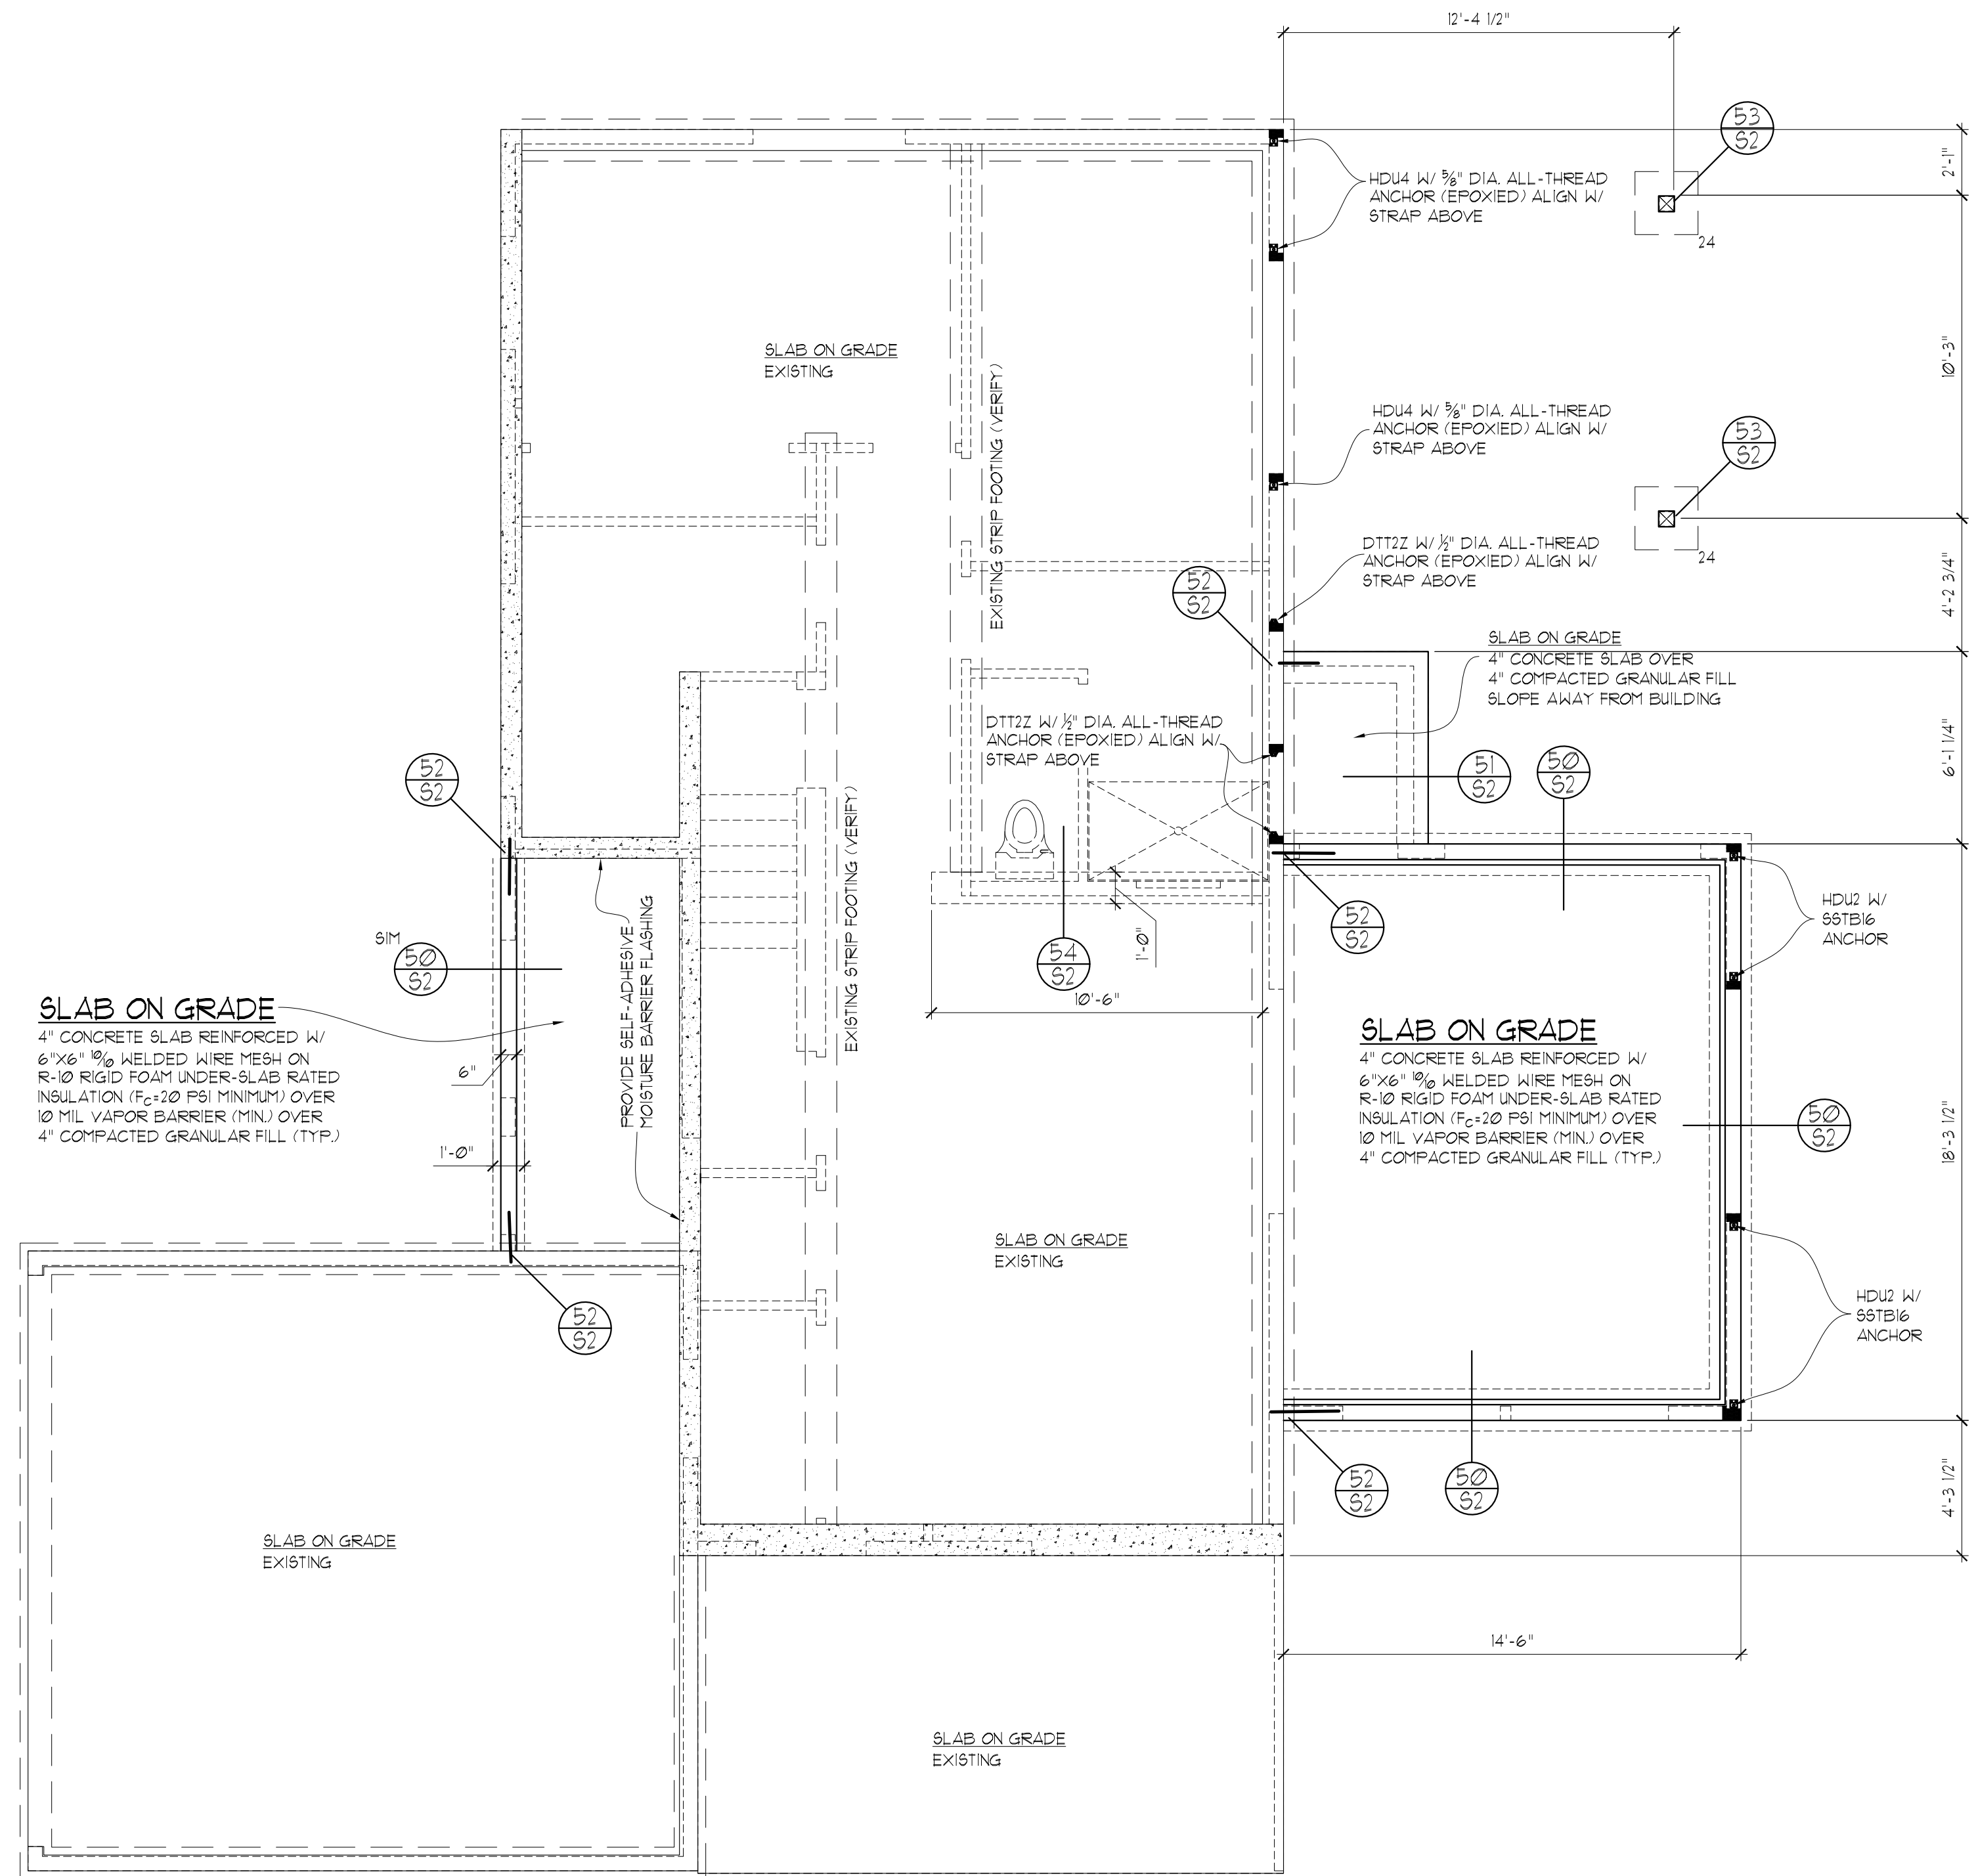 12'-4 1/2"
53
S2
2'-1"
HDU4 W/ 5/8" DIA. ALL-THREAD
ANCHOR (EPOXIED) ALIGN W/
STRAP ABOVE
24
10'-3"
SLAB ON GRADE
EXISTING
EXISTING STRIP FOOTING (VERIFY)
HDU4 W/ 5/8" DIA. ALL-THREAD
ANCHOR (EPOXIED) ALIGN W/
STRAP ABOVE
53
S2
24
DTT2Z W/ 1/2" DIA. ALL-THREAD
ANCHOR (EPOXIED) ALIGN W/
STRAP ABOVE
4'-2 3/4"
52
S2
SLAB ON GRADE
4" CONCRETE SLAB OVER
4" COMPACTED GRANULAR FILL
SLOPE AWAY FROM BUILDING
6'-1 1/4"
DTT2Z W/ 1/2" DIA. ALL-THREAD
ANCHOR (EPOXIED) ALIGN W/
STRAP ABOVE
52
S2
51
S2
50
S2
EXISTING STRIP FOOTING (VERIFY)
PROVIDE SELF-ADHESIVE
MOISTURE BARRIER FLASHING
SIM
50
S2
54
S2
1'-0"
10'-6"
52
S2
HDU2 W/
SSTB16
ANCHOR
SLAB ON GRADE
4" CONCRETE SLAB REINFORCED W/
6"X6" 10/10 WELDED WIRE MESH ON
R-10 RIGID FOAM UNDER-SLAB RATED
INSULATION (FC=20 PSI MINIMUM) OVER
10 MIL VAPOR BARRIER (MIN.) OVER
4" COMPACTED GRANULAR FILL (TYP.)
6"
1'-0"
SLAB ON GRADE
4" CONCRETE SLAB REINFORCED W/
6"X6" 10/10 WELDED WIRE MESH ON
R-10 RIGID FOAM UNDER-SLAB RATED
INSULATION (FC=20 PSI MINIMUM) OVER
10 MIL VAPOR BARRIER (MIN.) OVER
4" COMPACTED GRANULAR FILL (TYP.)
50
S2
18'-3 1/2"
SLAB ON GRADE
EXISTING
52
S2
HDU2 W/
SSTB16
ANCHOR
52
S2
50
S2
4'-3 1/2"
SLAB ON GRADE
EXISTING
14'-6"
SLAB ON GRADE
EXISTING